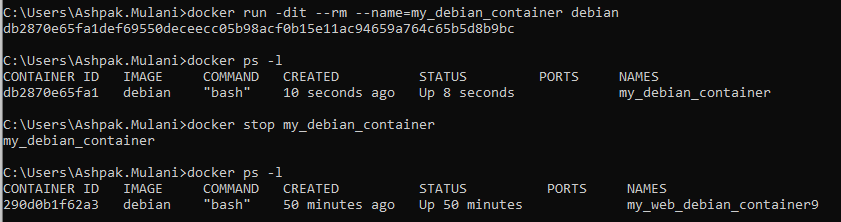 C:\Users\Ashpak.Mulani>docker run -dit --rm --name=my_debian_container debian
db2870e65fa1def69550deceecc05b98acf0b15e11ac94659a764c65b5d8b9bc
C:\Users\Ashpak.Mulani>docker ps -l
CONTAINER ID   IMAGE     COMMAND   CREATED          STATUS         PORTS     NAMES
db2870e65fa1   debian    "bash"    10 seconds ago   Up 8 seconds             my_debian_container
C:\Users\Ashpak.Mulani>docker stop my_debian_container
my_debian_container
C:\Users\Ashpak.Mulani>docker ps -l
CONTAINER ID   IMAGE     COMMAND   CREATED          STATUS          PORTS     NAMES
290d0b1f62a3   debian    "bash"    50 minutes ago   Up 50 minutes             my_web_debian_container9